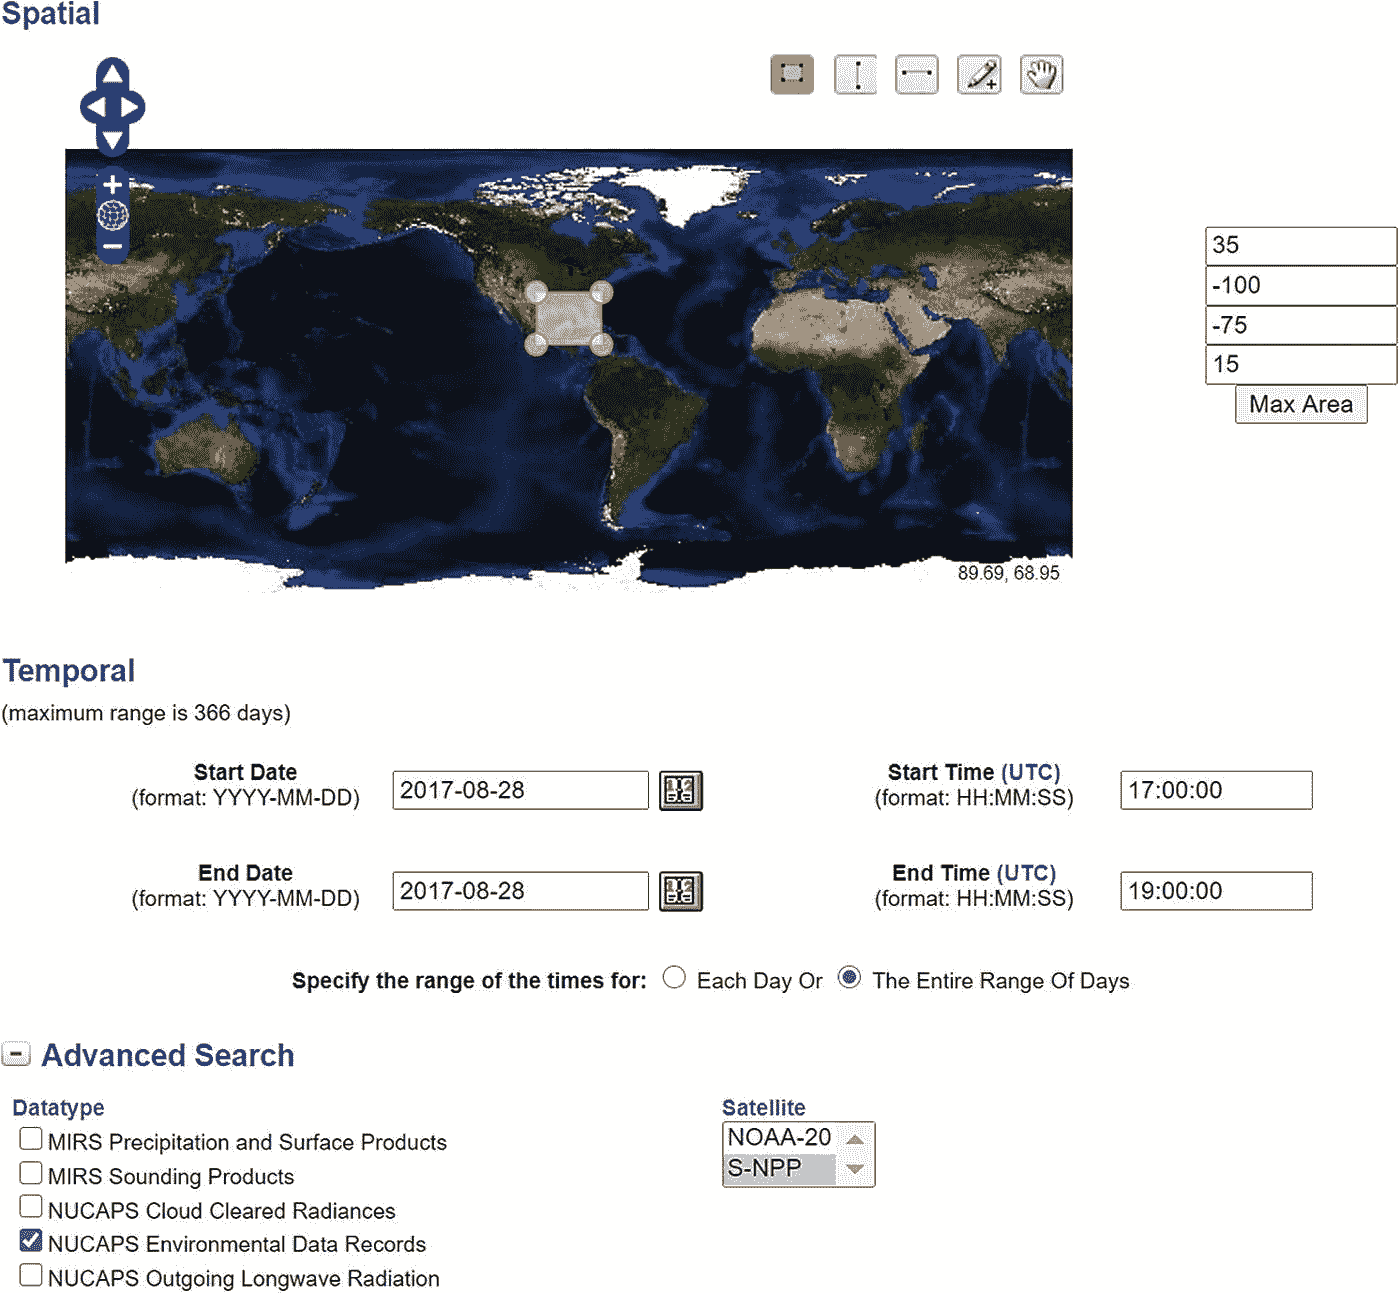 Spatial
35
-100
-75
15
Max Area
89.69, 68.95
Temporal
(maximum range is 366 days)
Start Date
(format: YYYY-MM-DD)
2017-08-28
Start Time (UTC)
(format: HH:MM:SS)
17:00:00
End Date
(format: YYYY-MM-DD)
2017-08-28
End Time (UTC)
(format: HH:MM:SS)
19:00:00
Specify the range of the times for: Each Day Or The Entire Range Of Days
Advanced Search
Datatype
MIRS Precipitation and Surface Products
MIRS Sounding Products
NUCAPS Cloud Cleared Radiances
NUCAPS Environmental Data Records
NUCAPS Outgoing Longwave Radiation
Satellite
NOAA-20
S-NPP